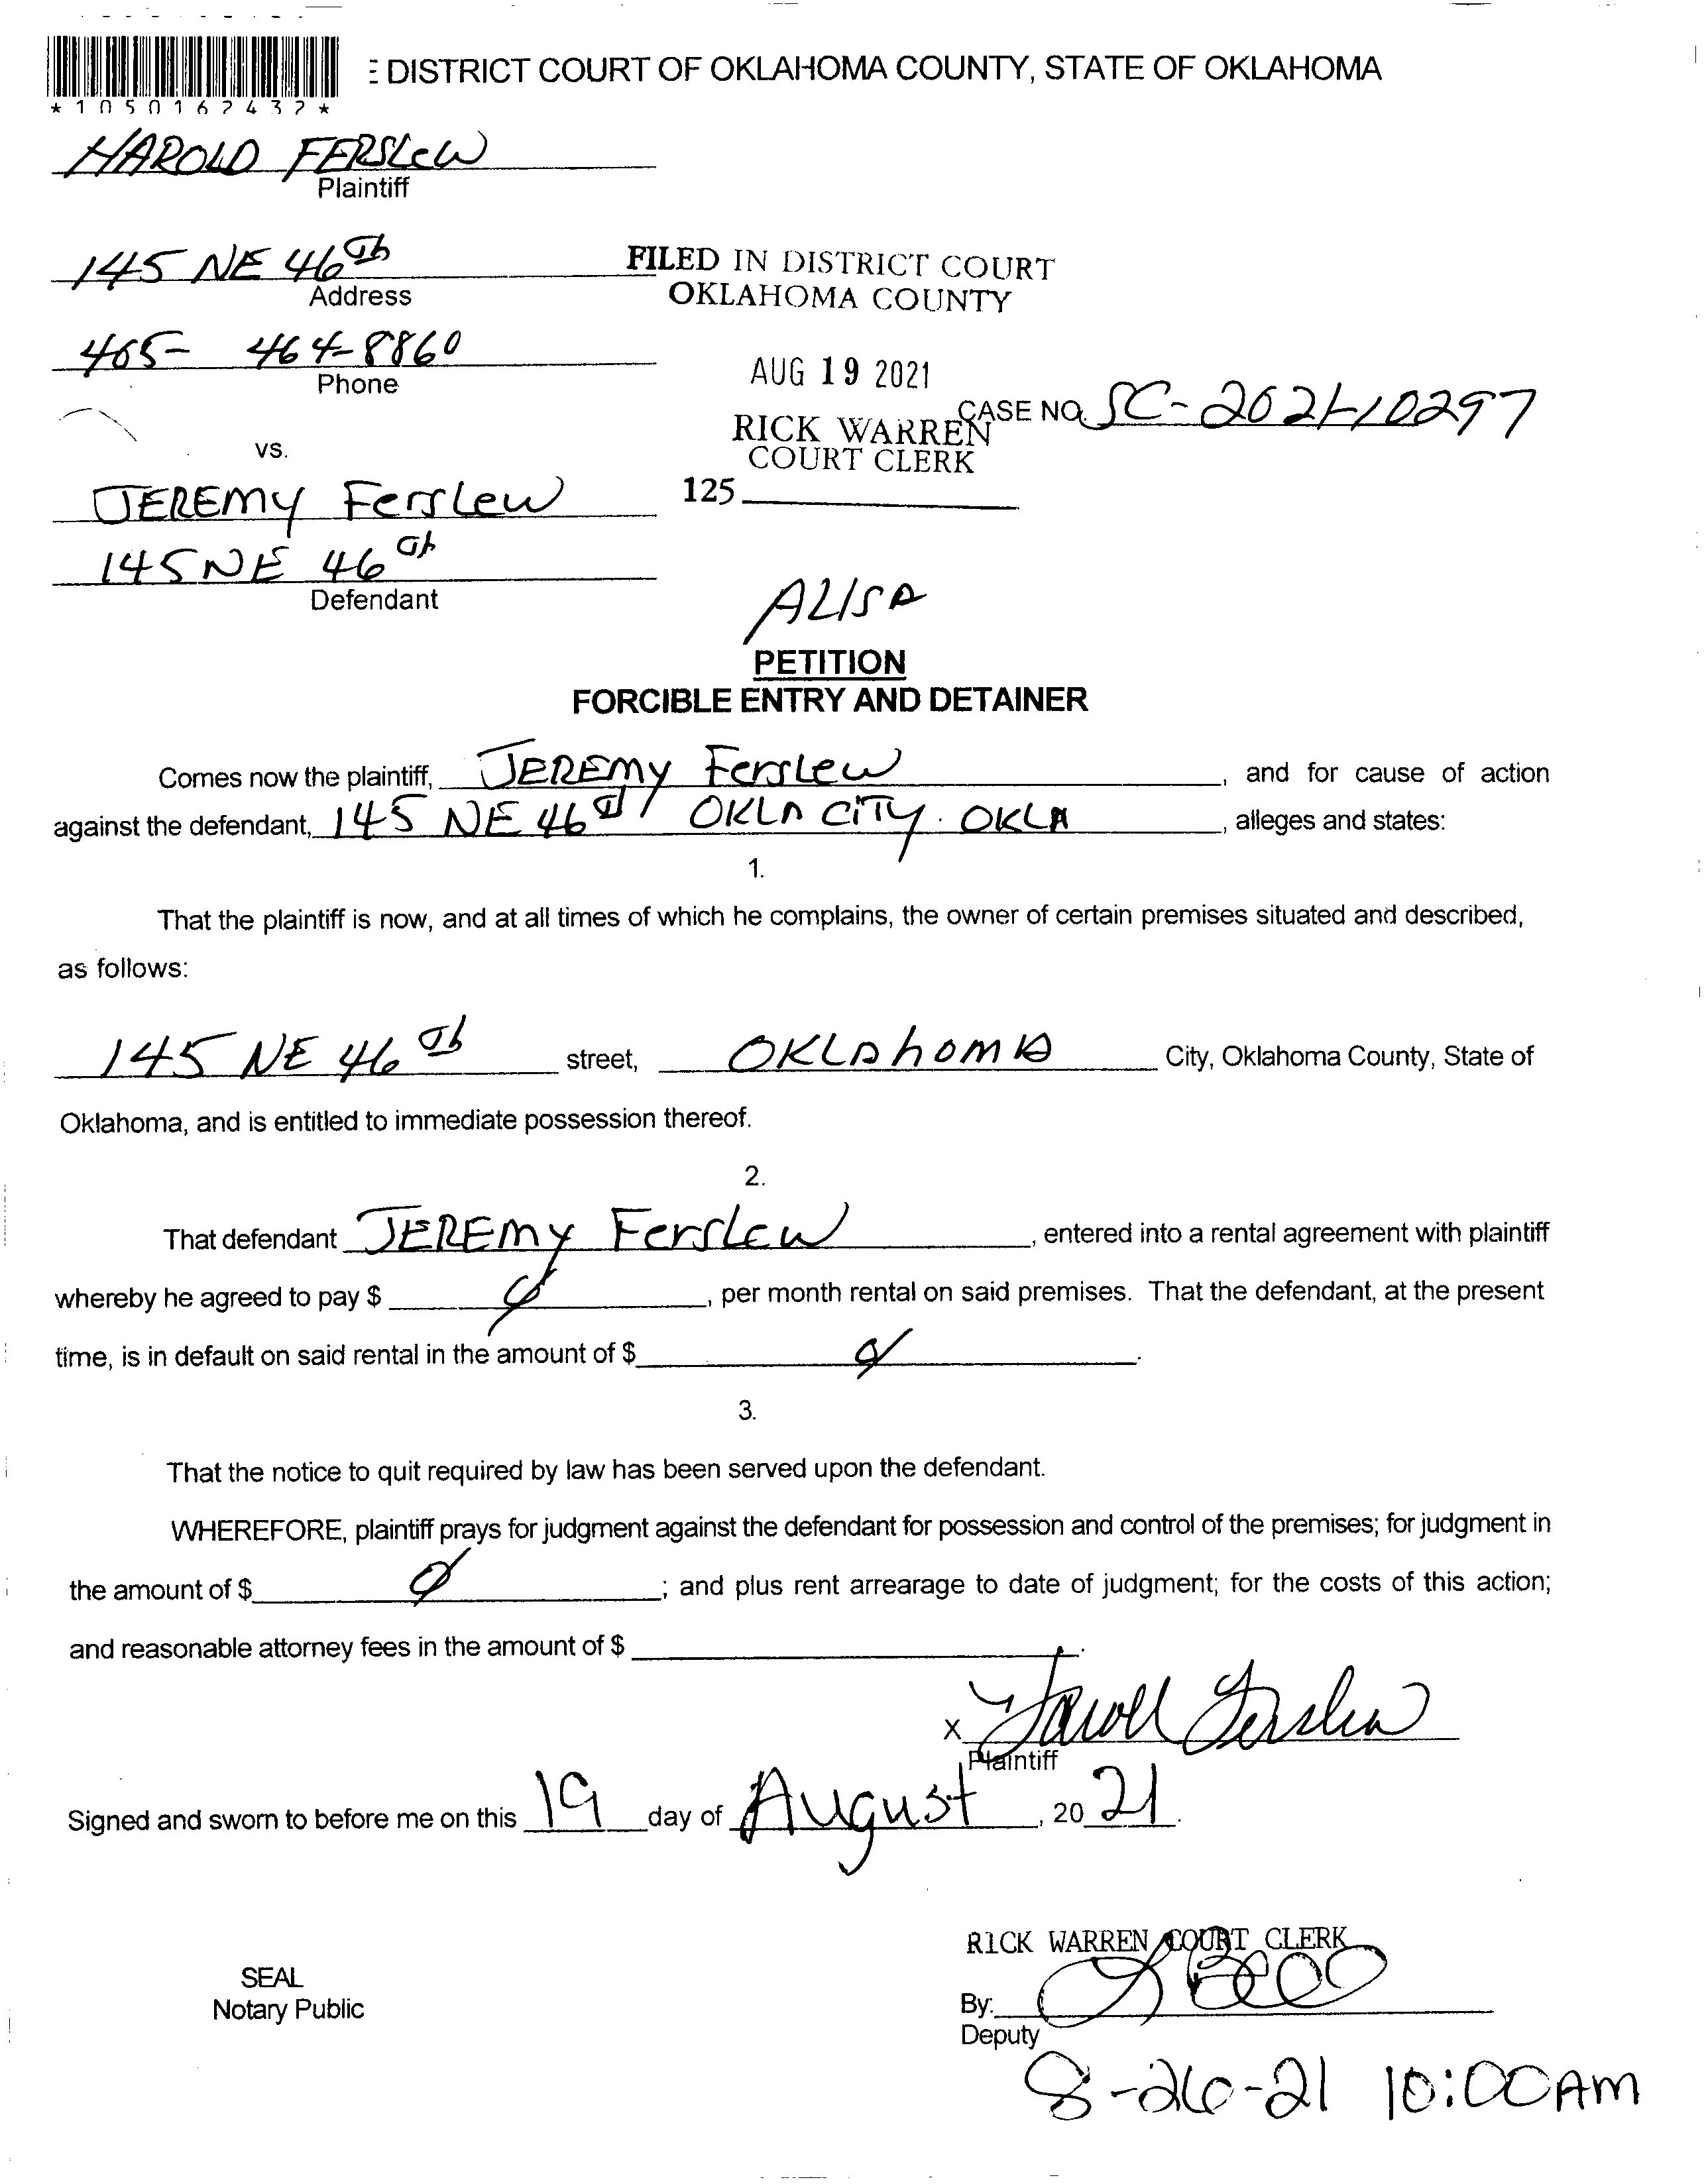 *1050162432*
E DISTRICT COURT OF OKLAHOMA COUNTY, STATE OF OKLAHOMA
HAROLD FERSLEW
Plaintiff
145 NE 46th
Address
FILED IN DISTRICT COURT
OKLAHOMA COUNTY
405- 464-8860
Phone
AUG 19 2021
CASE NO. SC-2021-10297
RICK WARREN
COURT CLERK
vs.
125
JEREMY Ferslew
145 NE 46th
Defendant
ALISA
PETITION
FORCIBLE ENTRY AND DETAINER
Comes now the plaintiff, JEREMY Ferslew, and for cause of action
against the defendant, 145 NE 46th OKLA CITY. OKLA, alleges and states:
1.
That the plaintiff is now, and at all times of which he complains, the owner of certain premises situated and described,
as follows:
145 NE 46th street, OKLAhOMA City, Oklahoma County, State of
Oklahoma, and is entitled to immediate possession thereof.
2.
That defendant JEREMY Ferslew, entered into a rental agreement with plaintiff
whereby he agreed to pay $ 0, per month rental on said premises. That the defendant, at the present
time, is in default on said rental in the amount of $ 0.
3.
That the notice to quit required by law has been served upon the defendant.
WHEREFORE, plaintiff prays for judgment against the defendant for possession and control of the premises; for judgment in
the amount of $ 0; and plus rent arrearage to date of judgment; for the costs of this action;
and reasonable attorney fees in the amount of $ .
X Harold Ferslew
Plaintiff
Signed and sworn to before me on this 19 day of August, 20 21.
RICK WARREN COURT CLERK
SEAL
Notary Public
By:
Deputy
8-26-21 10:00AM